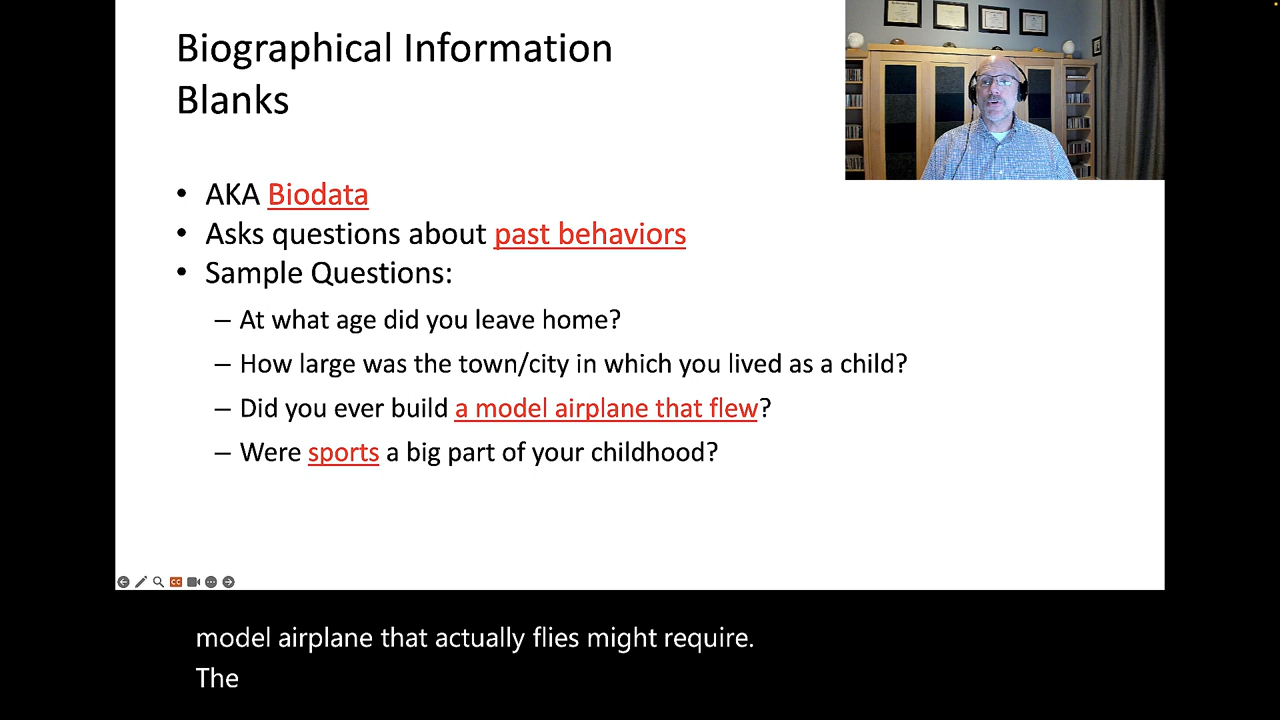 Biographical Information
Blanks
• AKA Biodata
• Asks questions about past behaviors
• Sample Questions:
– At what age did you leave home?
– How large was the town/city in which you lived as a child?
– Did you ever build a model airplane that flew?
– Were sports a big part of your childhood?
CC
model airplane that actually flies might require.
The